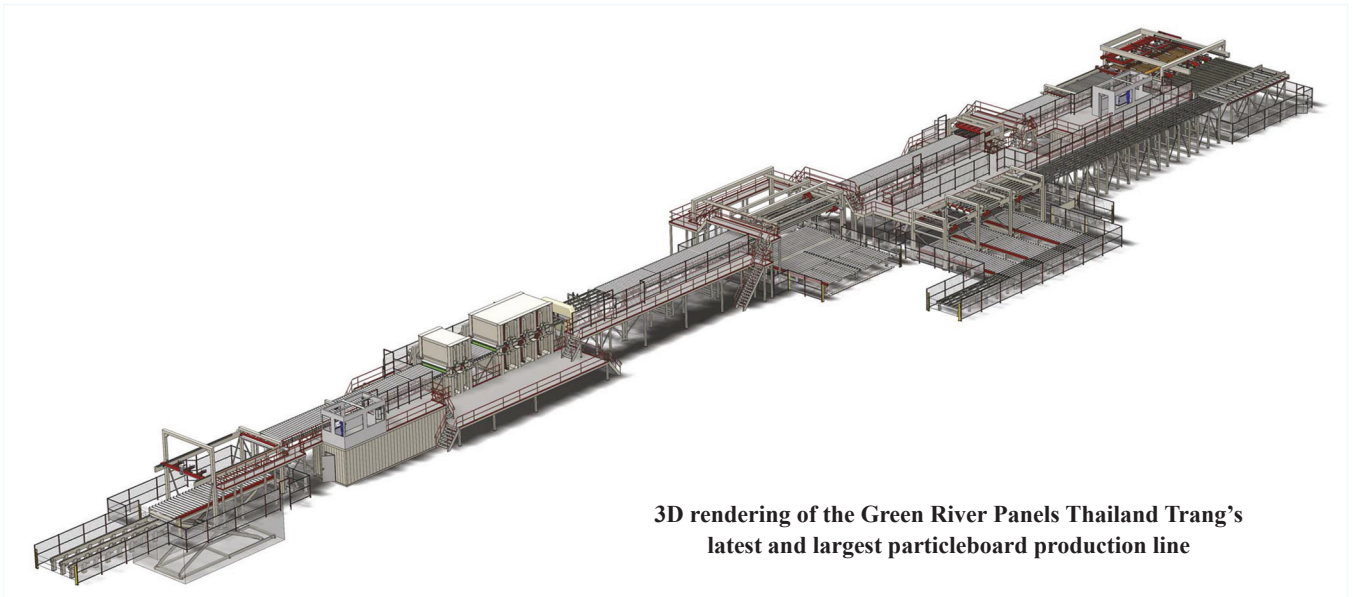 3D rendering of the Green River Panels Thailand Trang’s
latest and largest particleboard production line